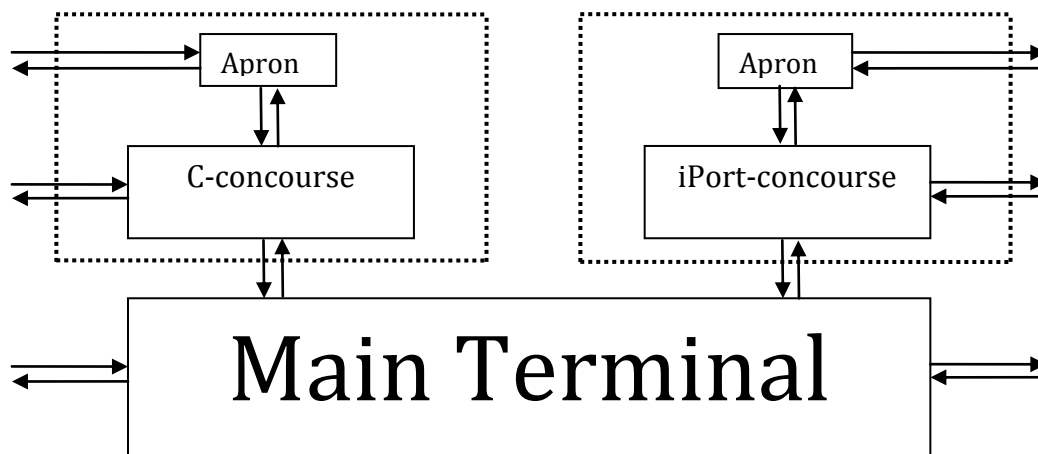 Apron
Apron
C-concourse
iPort-concourse
Main Terminal